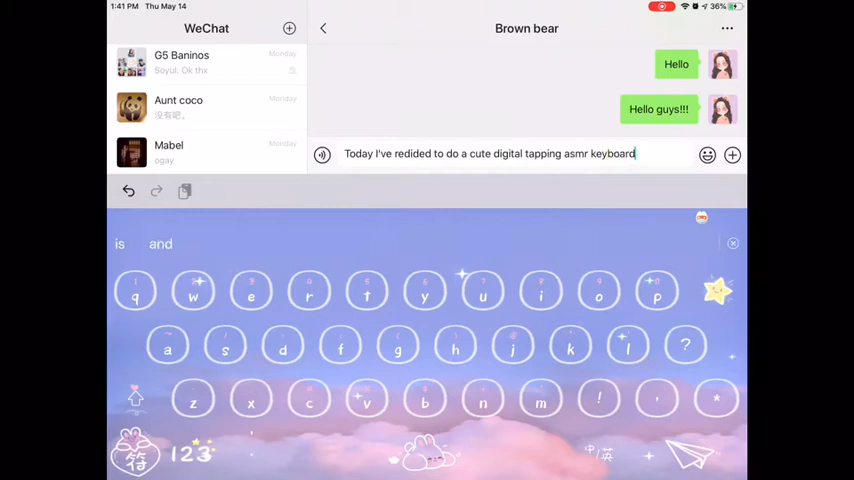 1:41 PM Thu May 14
36%
WeChat
Brown bear
G5 Baninos
Monday
Soyul: Ok thx
Aunt coco
Monday
没有吧。
Mabel
Monday
ogay
Hello
Hello guys!!!
Today I've redided to do a cute digital tapping asmr keyboard
is and
q w e r t y u i o p
a s d f g h j k l ?
z x c v b n m ! ' *
符 123 中/英